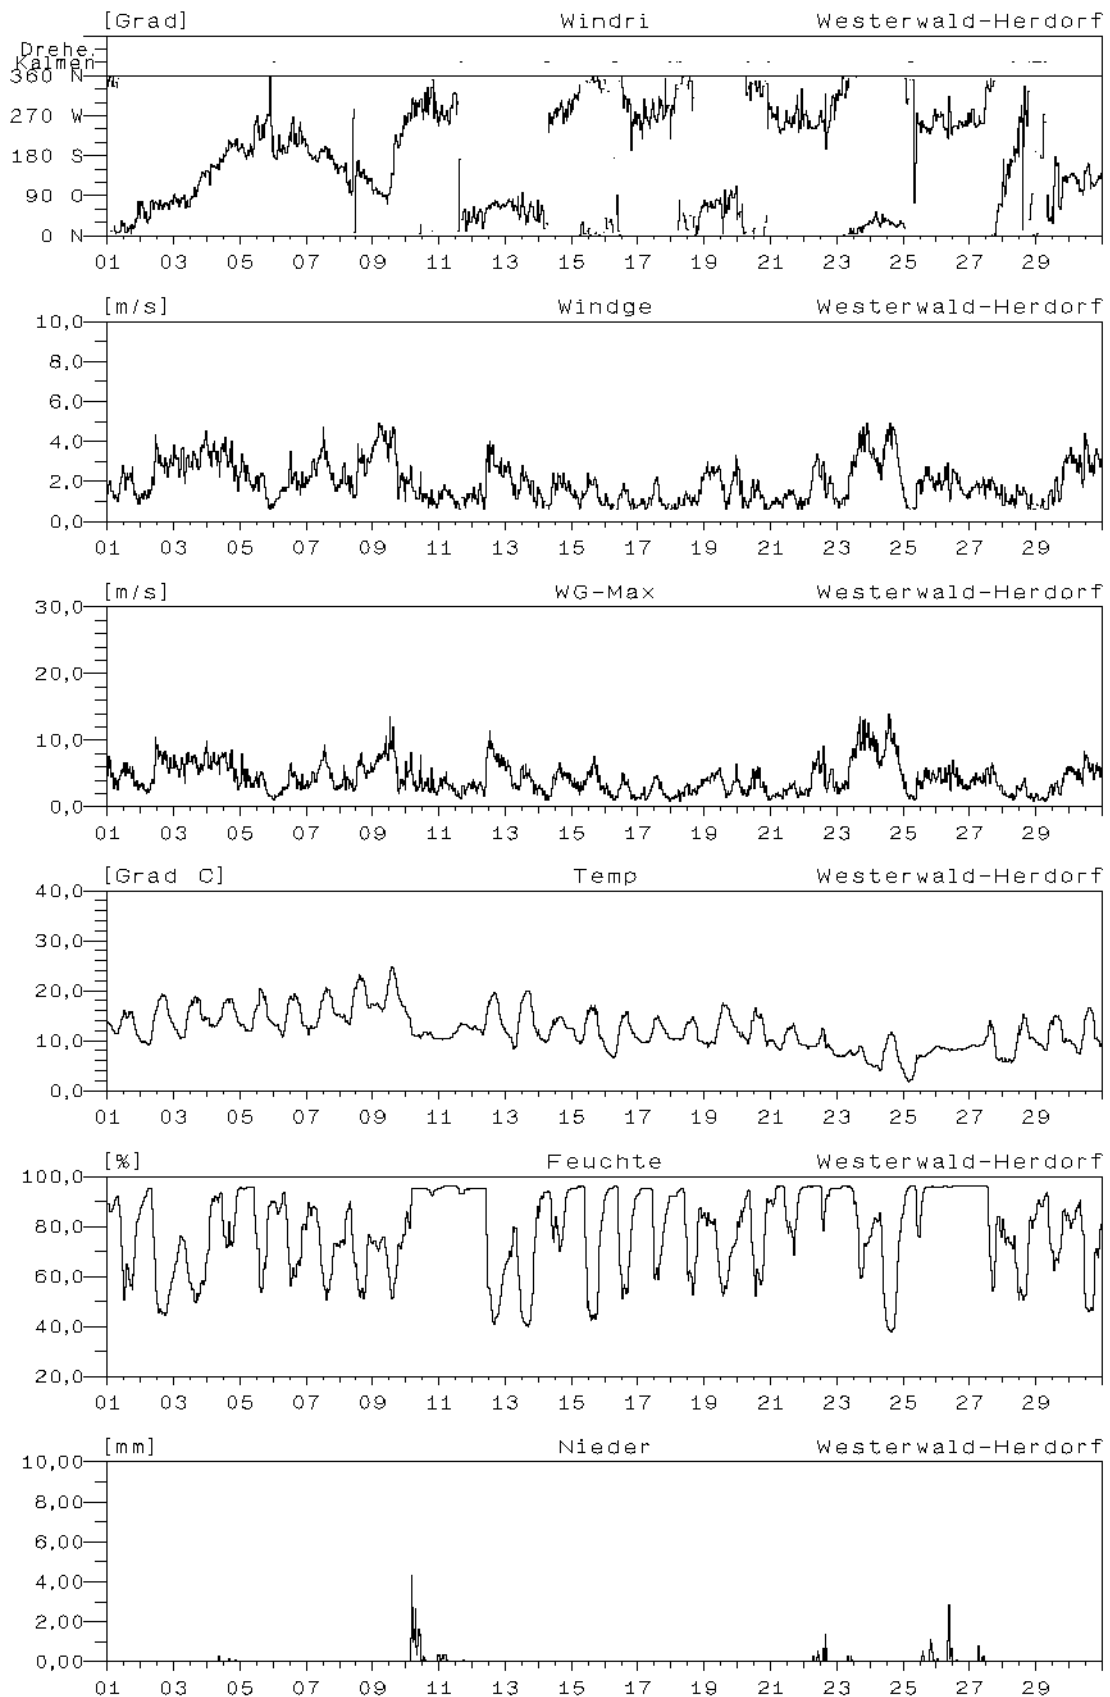 [Grad] Windri Westerwald-Herdorf
Drehe.
Kalmen
360 N
270 W
180 S
90 O
0 N
01 03 05 07 09 11 13 15 17 19 21 23 25 27 29
[m/s] Windge Westerwald-Herdorf
10,0
8,0
6,0
4,0
2,0
0,0
01 03 05 07 09 11 13 15 17 19 21 23 25 27 29
[m/s] WG-Max Westerwald-Herdorf
30,0
20,0
10,0
0,0
01 03 05 07 09 11 13 15 17 19 21 23 25 27 29
[Grad C] Temp Westerwald-Herdorf
40,0
30,0
20,0
10,0
0,0
01 03 05 07 09 11 13 15 17 19 21 23 25 27 29
[%] Feuchte Westerwald-Herdorf
100,0
80,0
60,0
40,0
20,0
01 03 05 07 09 11 13 15 17 19 21 23 25 27 29
[mm] Nieder Westerwald-Herdorf
10,00
8,00
6,00
4,00
2,00
0,00
01 03 05 07 09 11 13 15 17 19 21 23 25 27 29